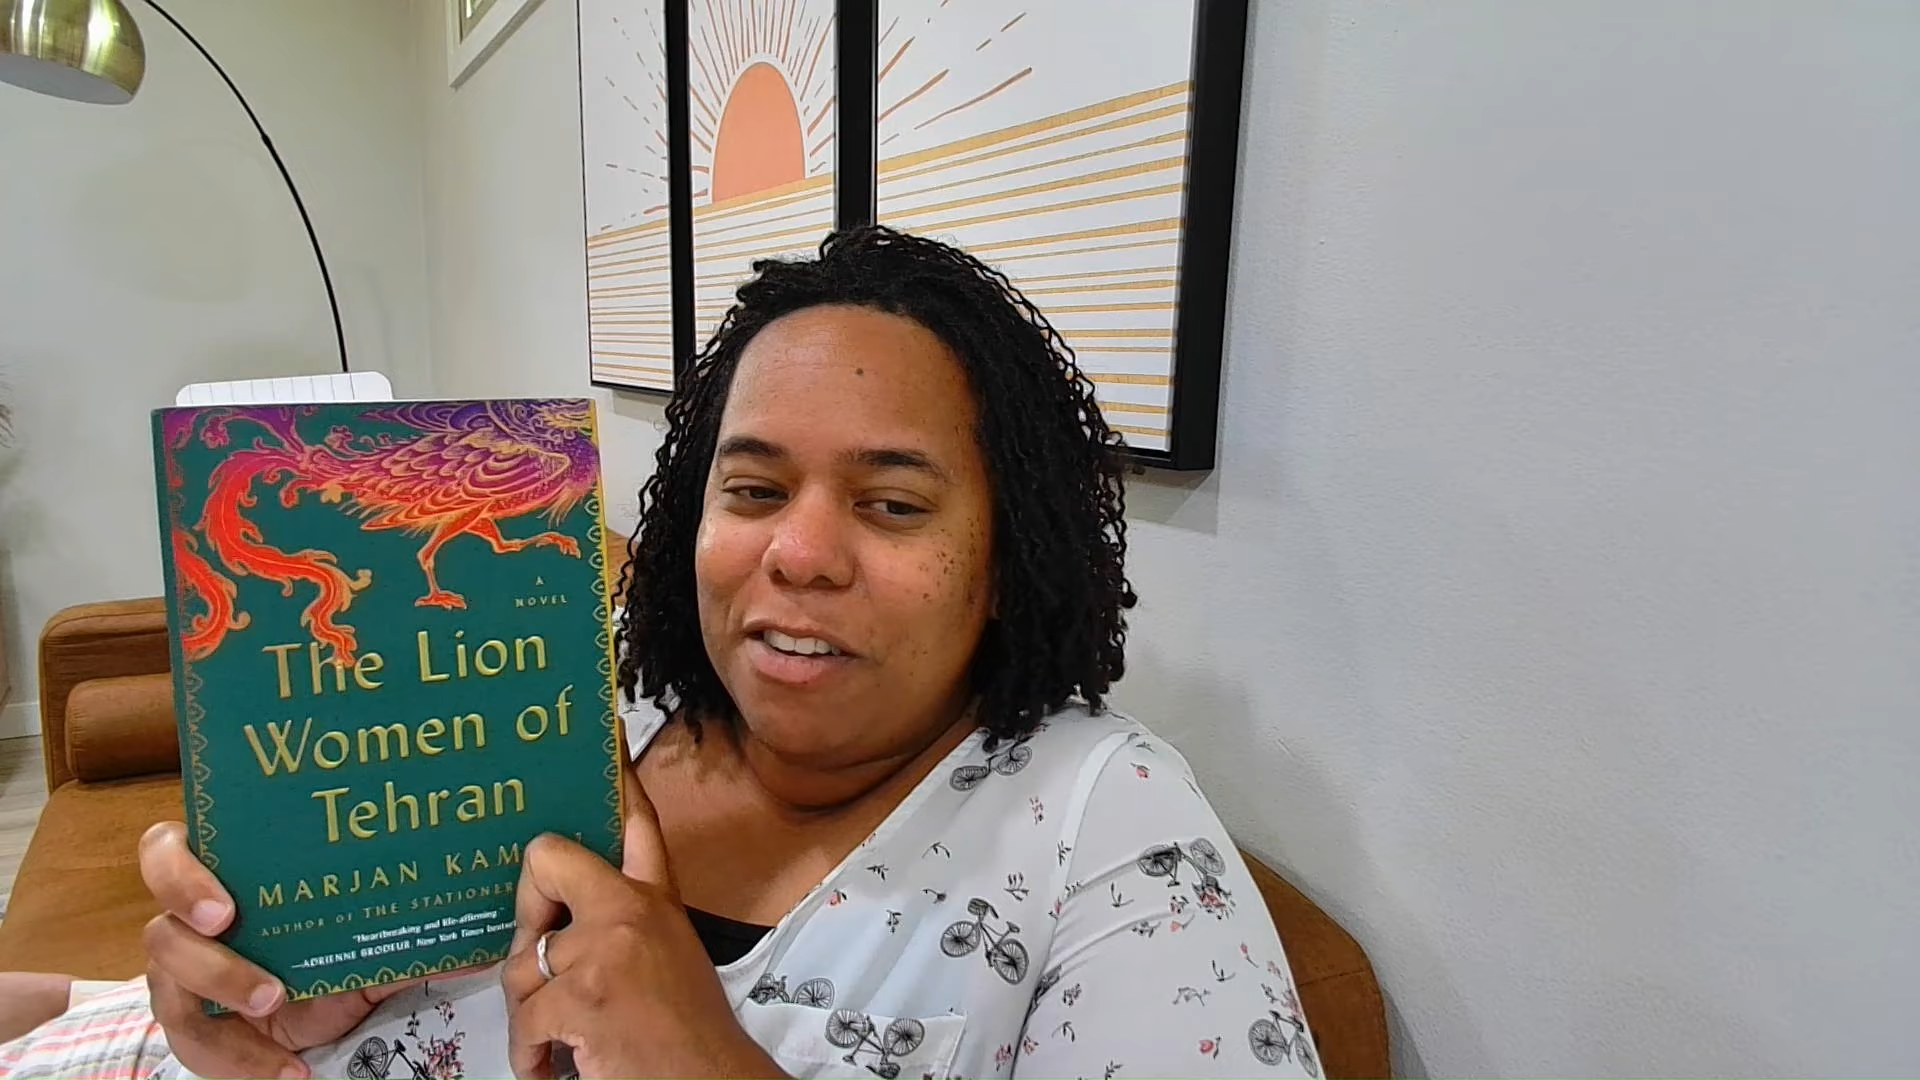 A
NOVEL
The Lion
Women of
Tehran
MARJAN KAM
AUTHOR OF THE STATIONER
"Heartbreaking and life-affirming."
—ADRIENNE BRODEUR, New York Times